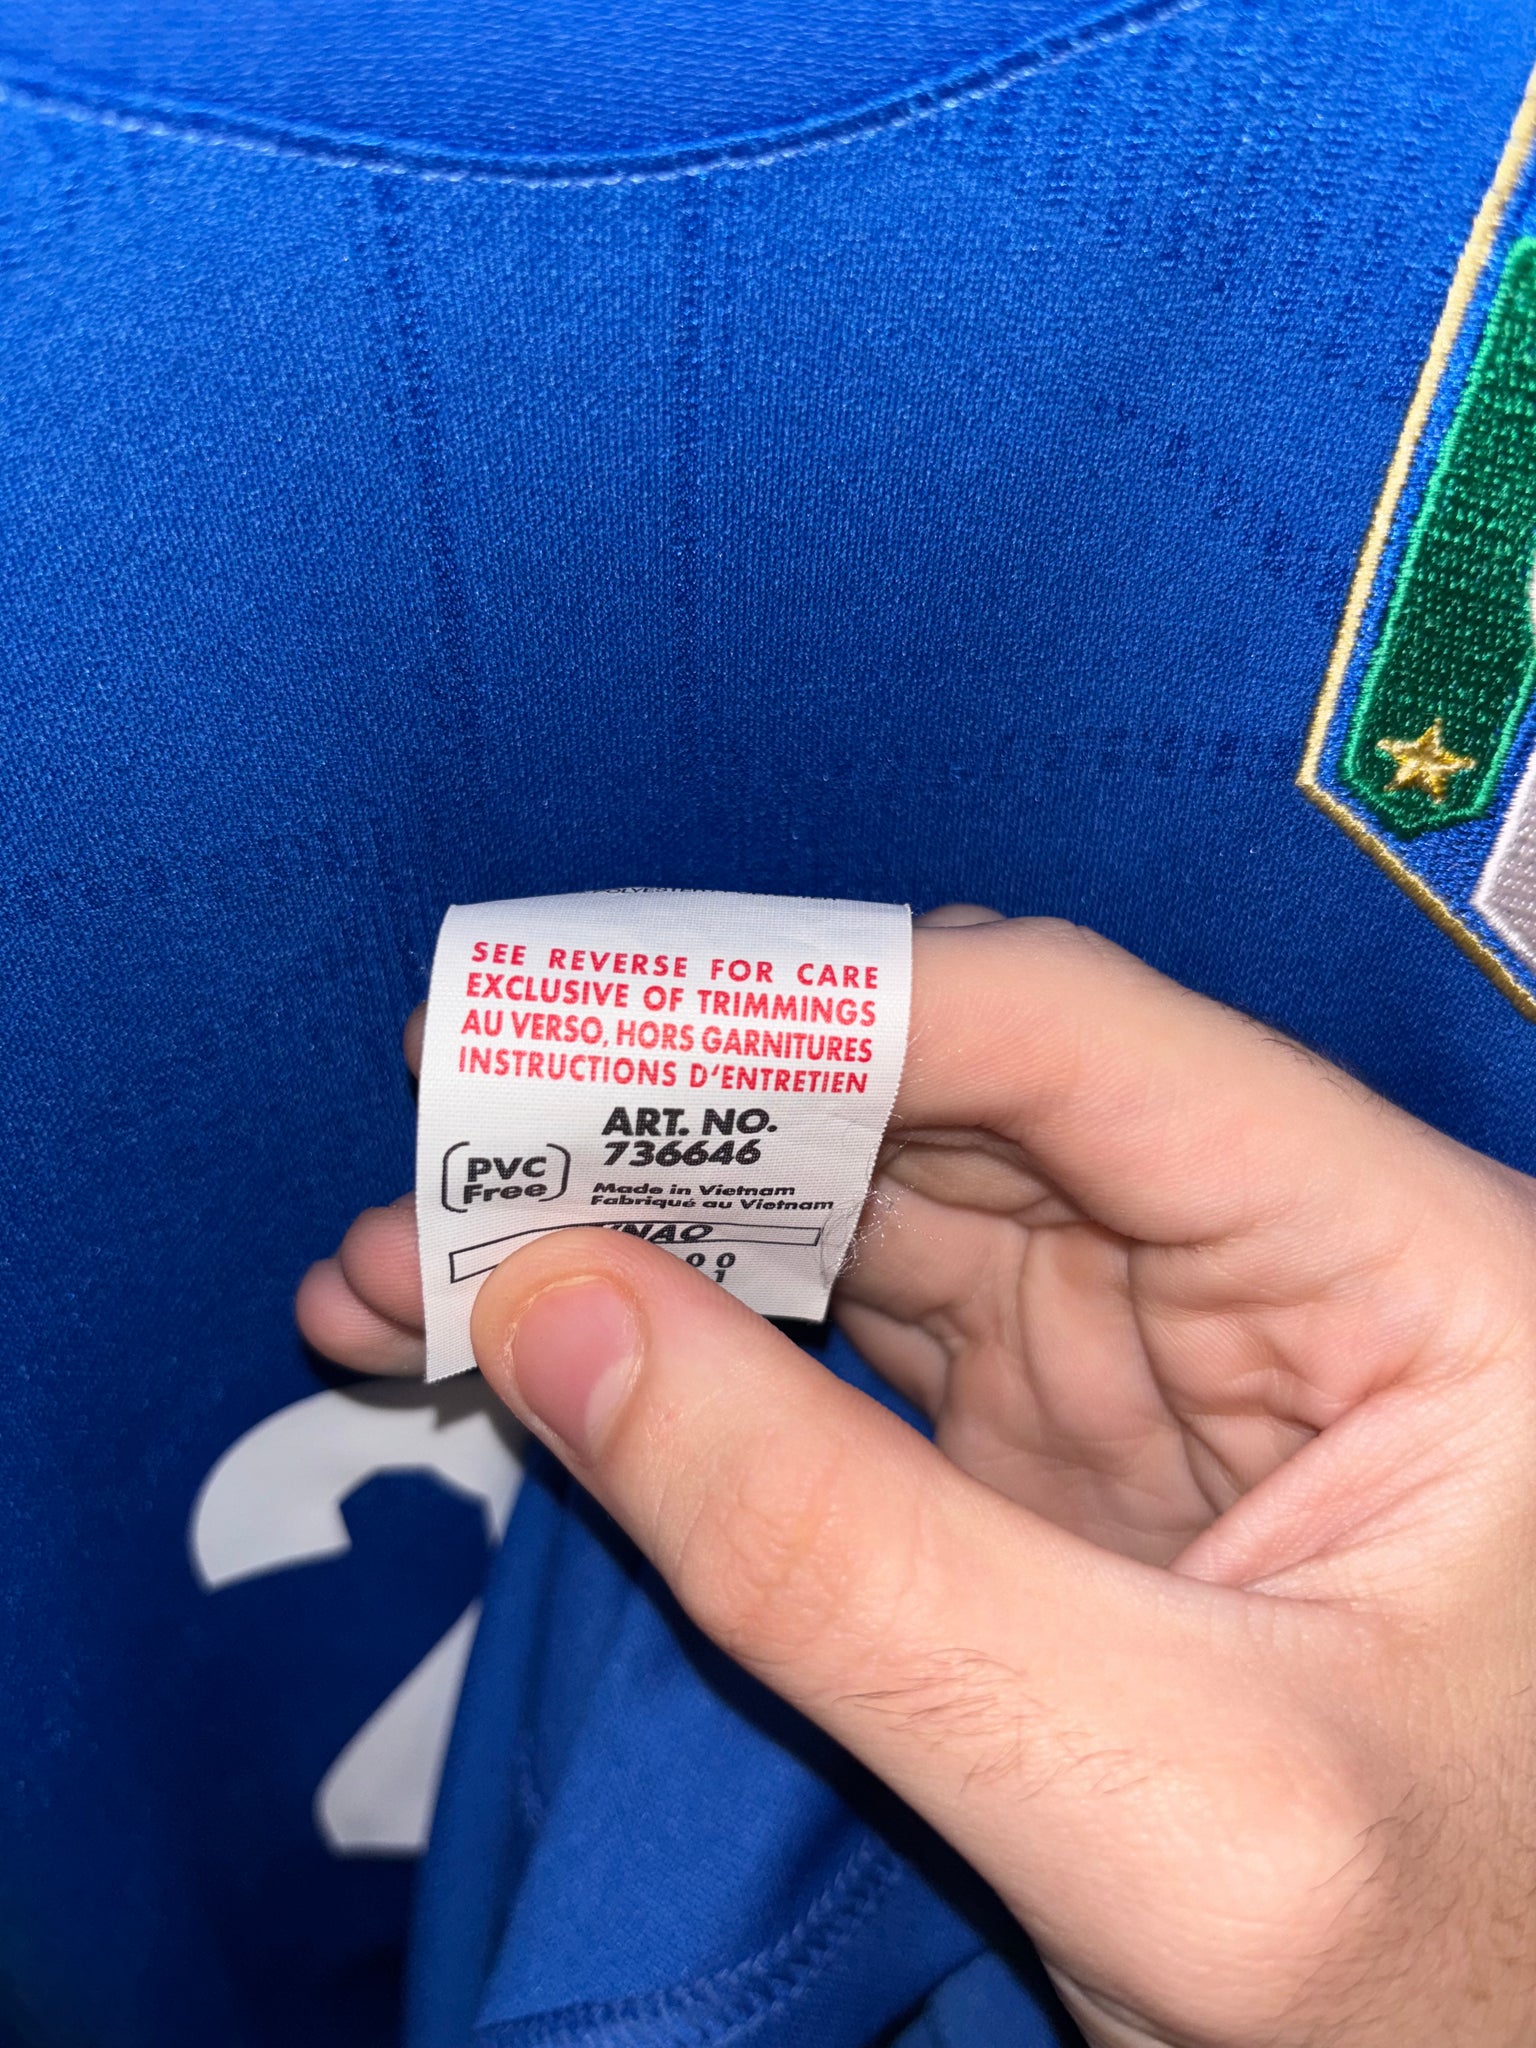 SEE REVERSE FOR CARE
EXCLUSIVE OF TRIMMINGS
AU VERSO, HORS GARNITURES
INSTRUCTIONS D'ENTRETIEN
ART. NO.
736646
PVC
Free
Made in Vietnam
Fabriqué au Vietnam
2